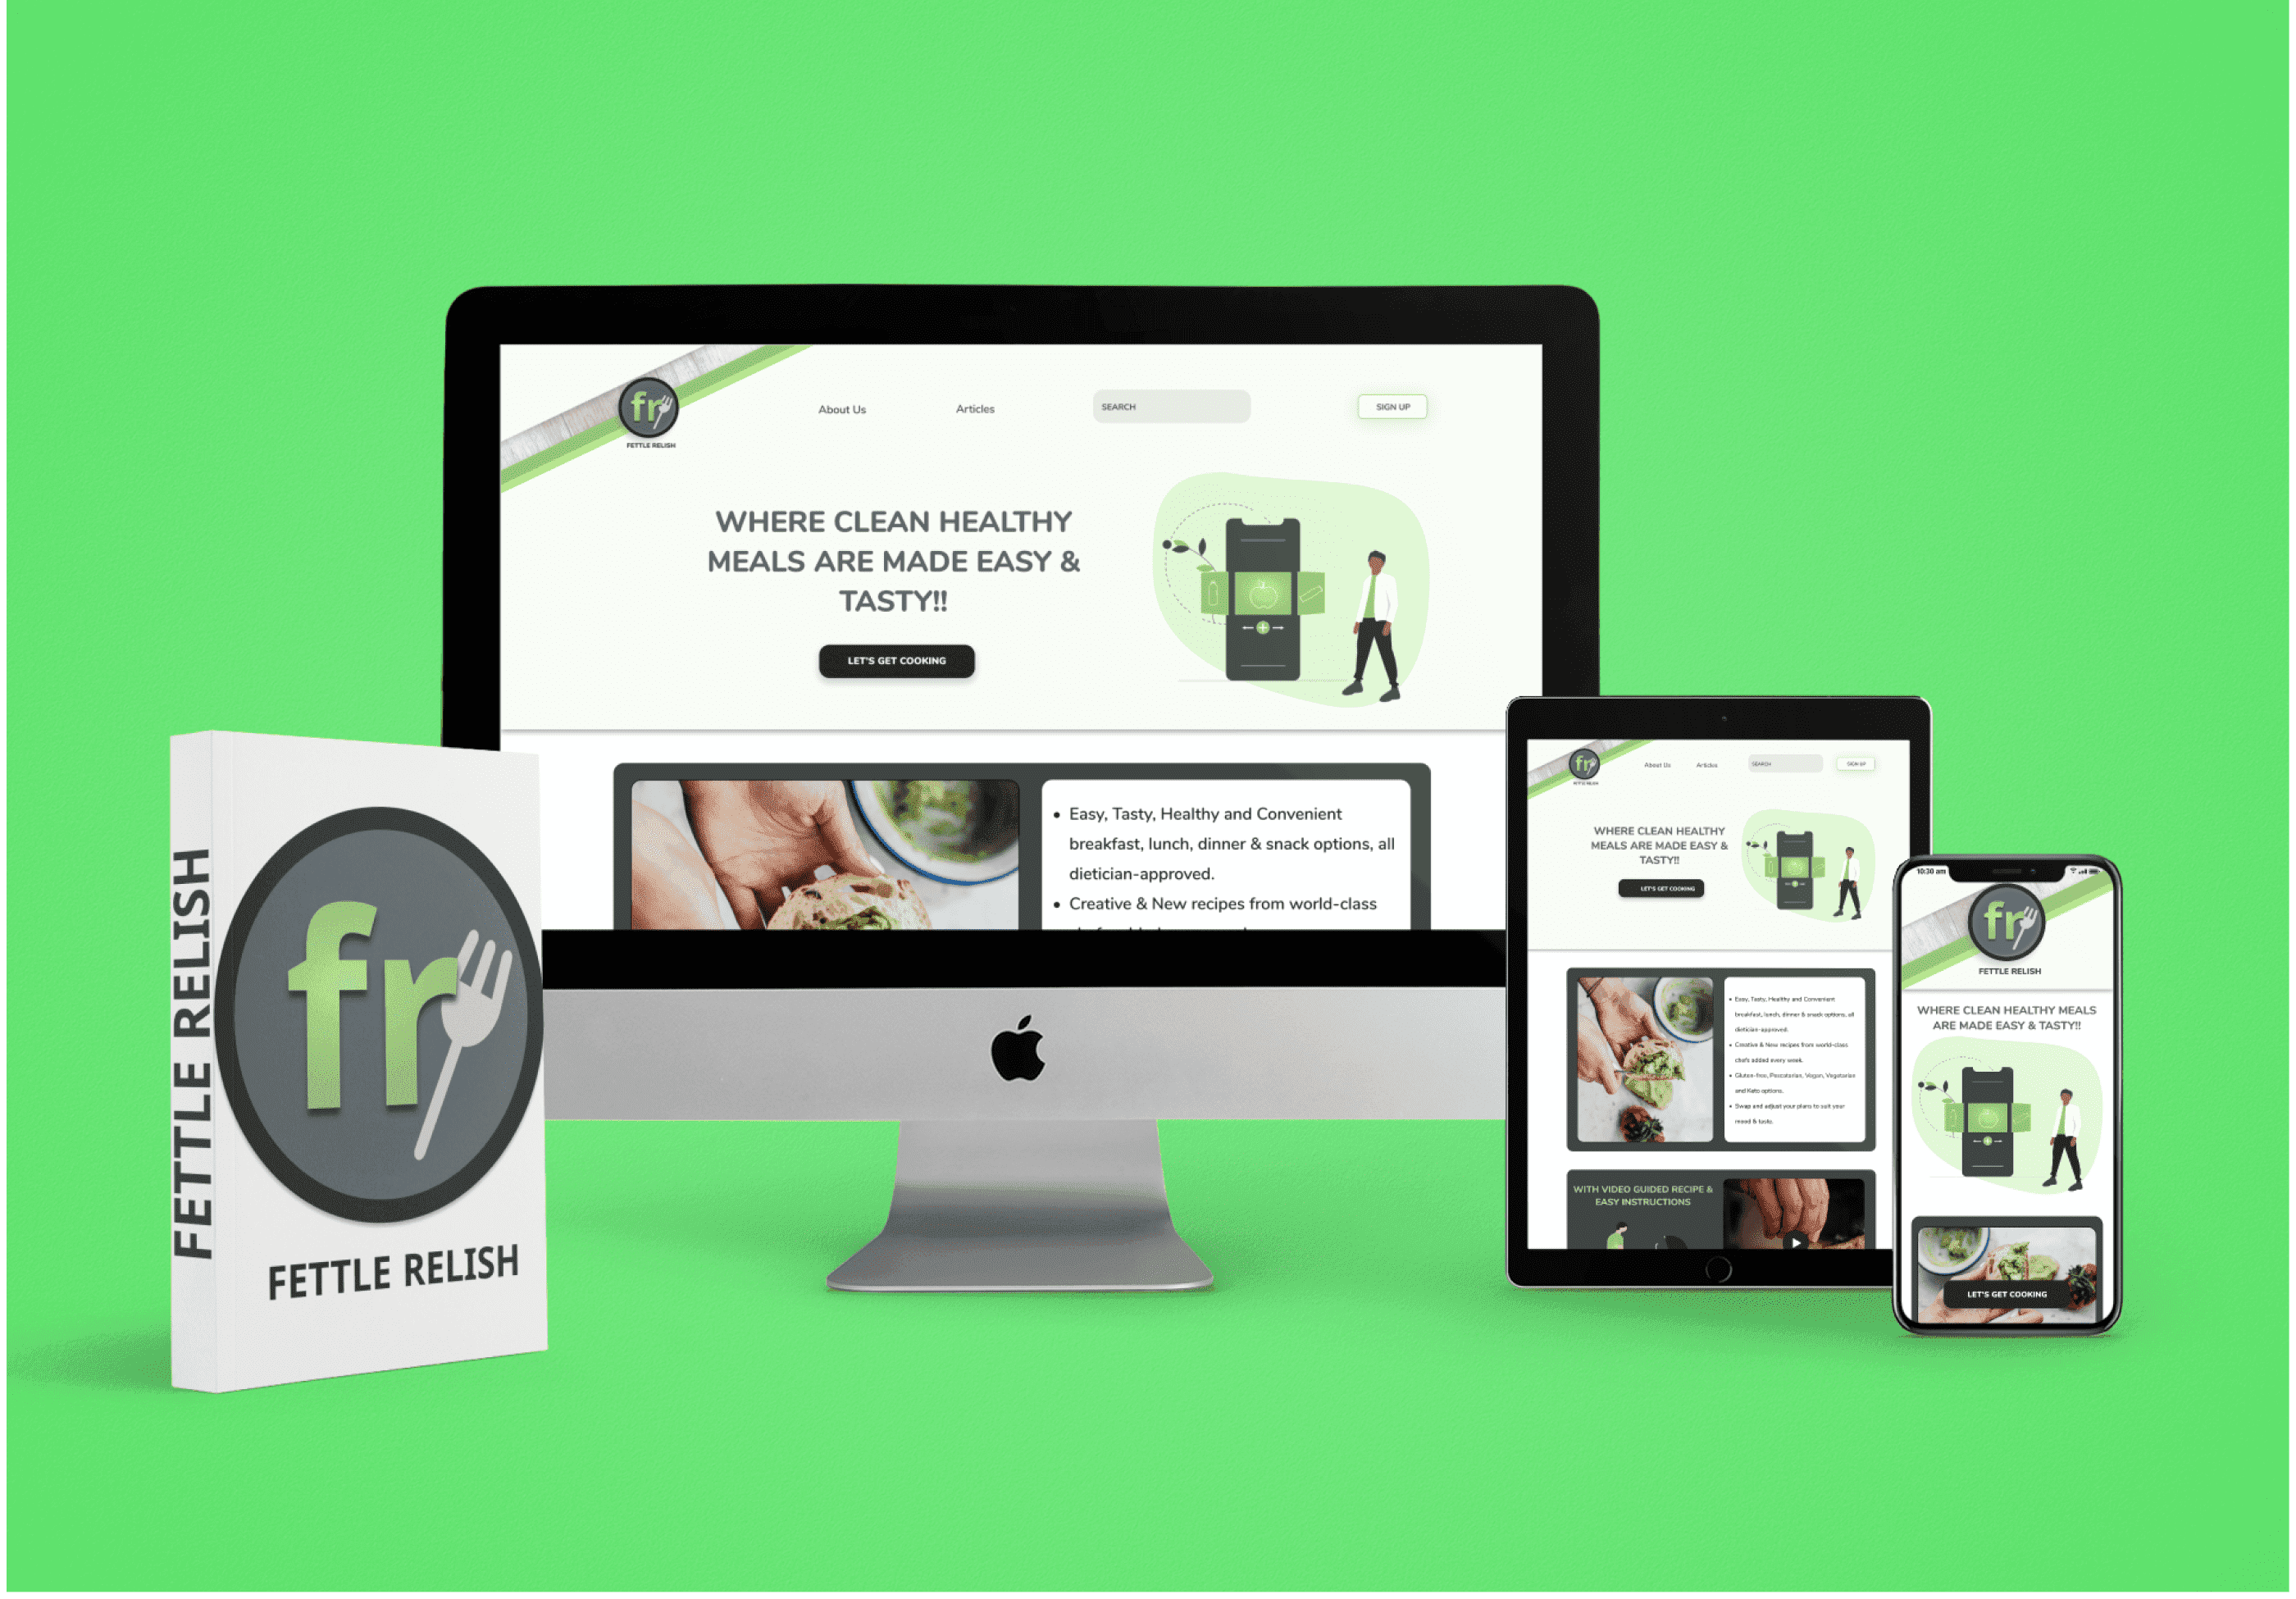 fr
FETTLE RELISH
About Us
Articles
SEARCH
SIGN UP
WHERE CLEAN HEALTHY
MEALS ARE MADE EASY &
TASTY!!
LET'S GET COOKING
• Easy, Tasty, Healthy and Convenient
breakfast, lunch, dinner & snack options, all
dietician-approved.
• Creative & New recipes from world-class
FETTLE RELISH
fr
FETTLE RELISH
fr
FETTLE RELISH
About Us
Articles
SEARCH
SIGN UP
WHERE CLEAN HEALTHY
MEALS ARE MADE EASY &
TASTY!!
LET'S GET COOKING
• Easy, Tasty, Healthy and Convenient
breakfast, lunch, dinner & snack options, all
dietician-approved.
• Creative & New recipes from world-class
chefs added every week.
• Gluten-free, Pescatarian, Vegan, Vegetarian
and Keto options.
• Swap and adjust your plans to suit your
mood & taste.
WITH VIDEO GUIDED RECIPE &
EASY INSTRUCTIONS
10:30 am
fr
FETTLE RELISH
WHERE CLEAN HEALTHY MEALS
ARE MADE EASY & TASTY!!
LET'S GET COOKING